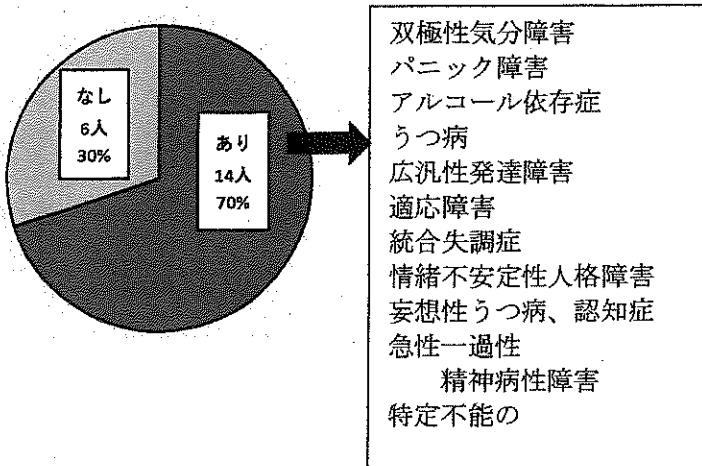 なし
6人
30%
あり
14人
70%
双極性気分障害
パニック障害
アルコール依存症
うつ病
広汎性発達障害
適応障害
統合失調症
情緒不安定性人格障害
妄想性うつ病、認知症
急性一過性
精神病性障害
特定不能の